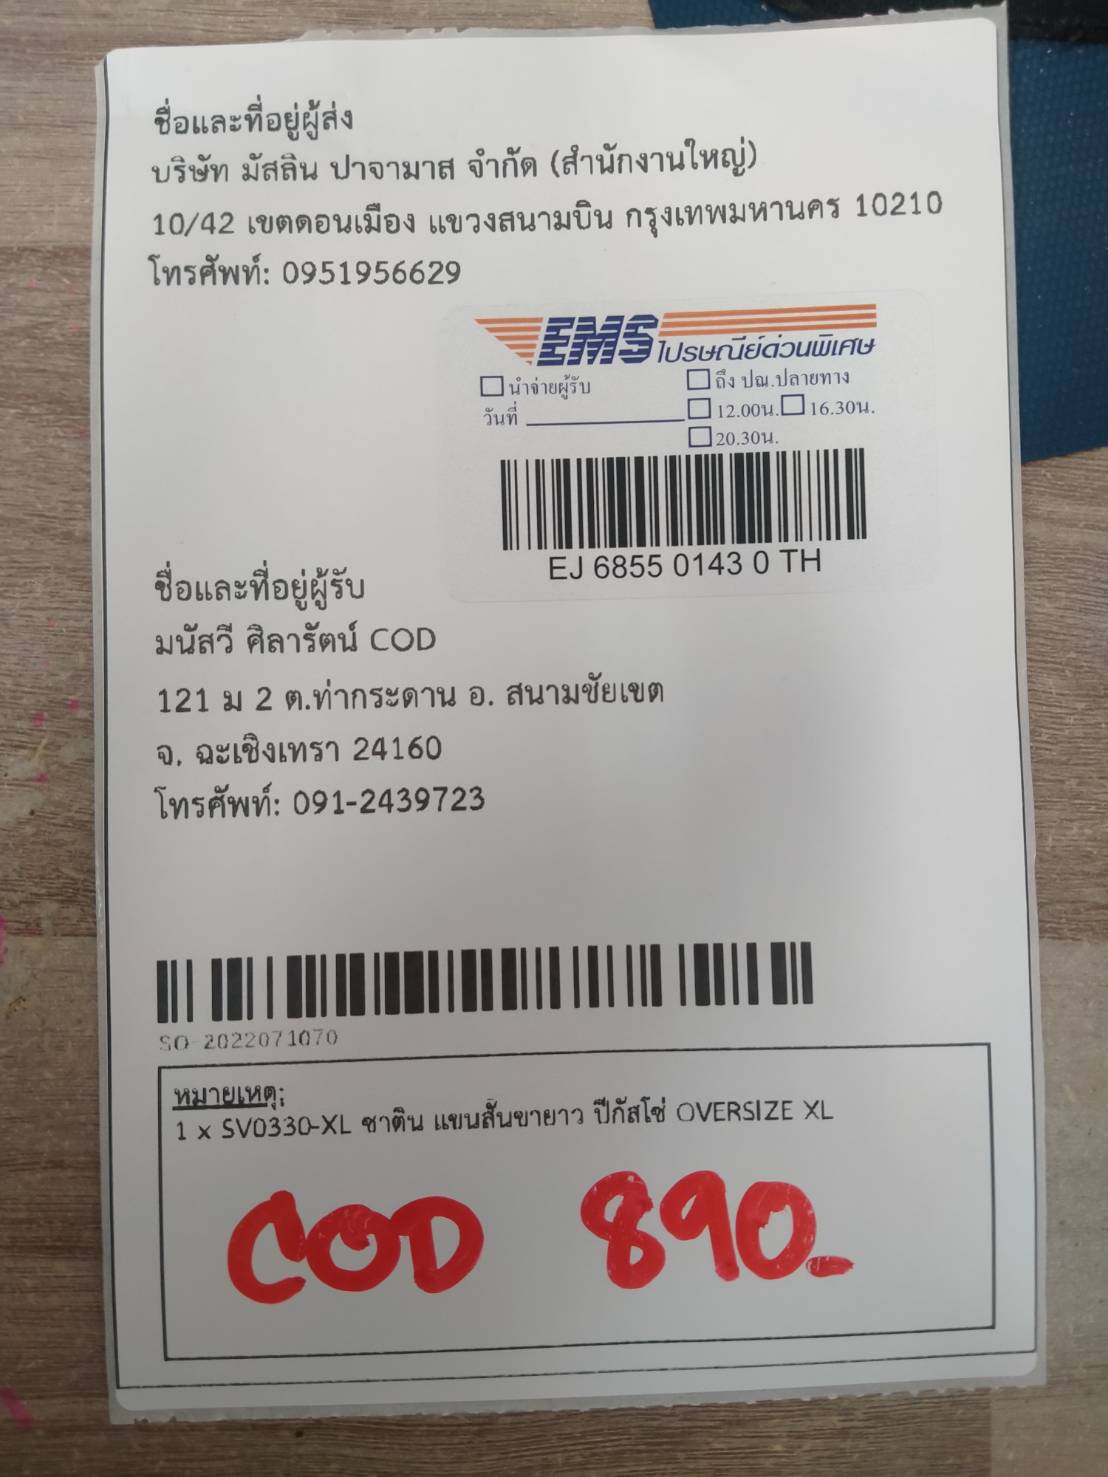 ชื่อและที่อยู่ผู้ส่ง
บริษัท มัสลิน ปาจามาส จำกัด (สำนักงานใหญ่)
10/42 เขตดอนเมือง แขวงสนามบิน กรุงเทพมหานคร 10210
โทรศัพท์: 0951956629
EMS ไปรษณีย์ด่วนพิเศษ
นำจ่ายผู้รับ ถึง ปณ.ปลายทาง
วันที่ 12.00น. 16.30น.
20.30น.
EJ 6855 0143 0 TH
ชื่อและที่อยู่ผู้รับ
มนัสวี ศิลารัตน์ COD
121 ม 2 ต.ท่ากระดาน อ. สนามชัยเขต
จ. ฉะเชิงเทรา 24160
โทรศัพท์: 091-2439723
SO-2022071070
หมายเหตุ:
1 x SV0330-XL ซาติน แขนสั้นขายาว ปีกัสโซ่ OVERSIZE XL
COD 890.-